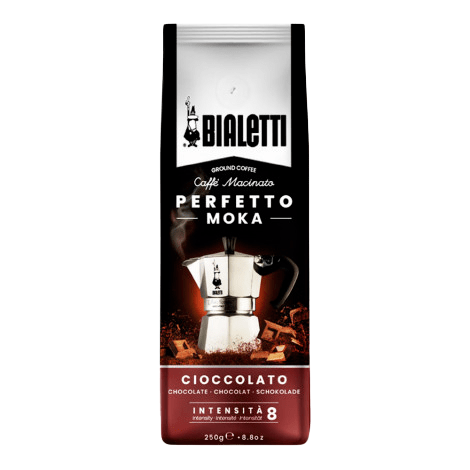 BIALETTI
GROUND COFFEE
Caffè Macinato
PERFETTO
MOKA
CIOCCOLATO
CHOCOLATE - CHOCOLAT - SCHOKOLADE
INTENSITÀ 8
Intensity - Intensité - Intensität
250g ℮ • 8.8oz